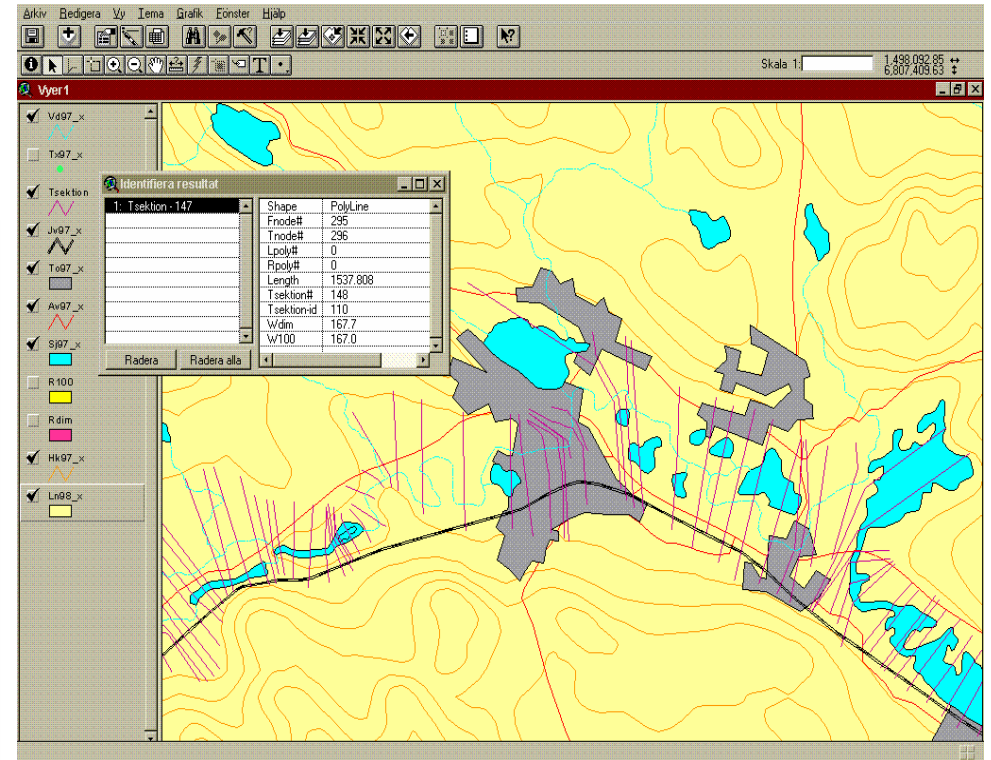 Arkiv Redigera Vy Tema Grafik Fönster Hjälp
T
Skala 1: 1,498,092.85
6,807,409.63
Vyer1
Vd97_x
Tx97_x
Tsektion
Jv97_x
To97_x
Av97_x
Sj97_x
R100
Rdim
Hk97_x
Ln98_x
Identifiera resultat
1: Tsektion - 147
Shape PolyLine
Fnode# 295
Tnode# 296
Lpoly# 0
Rpoly# 0
Length 1537.808
Tsektion# 148
Tsektion-id 110
Wdim 167.7
W100 167.0
Radera Radera alla